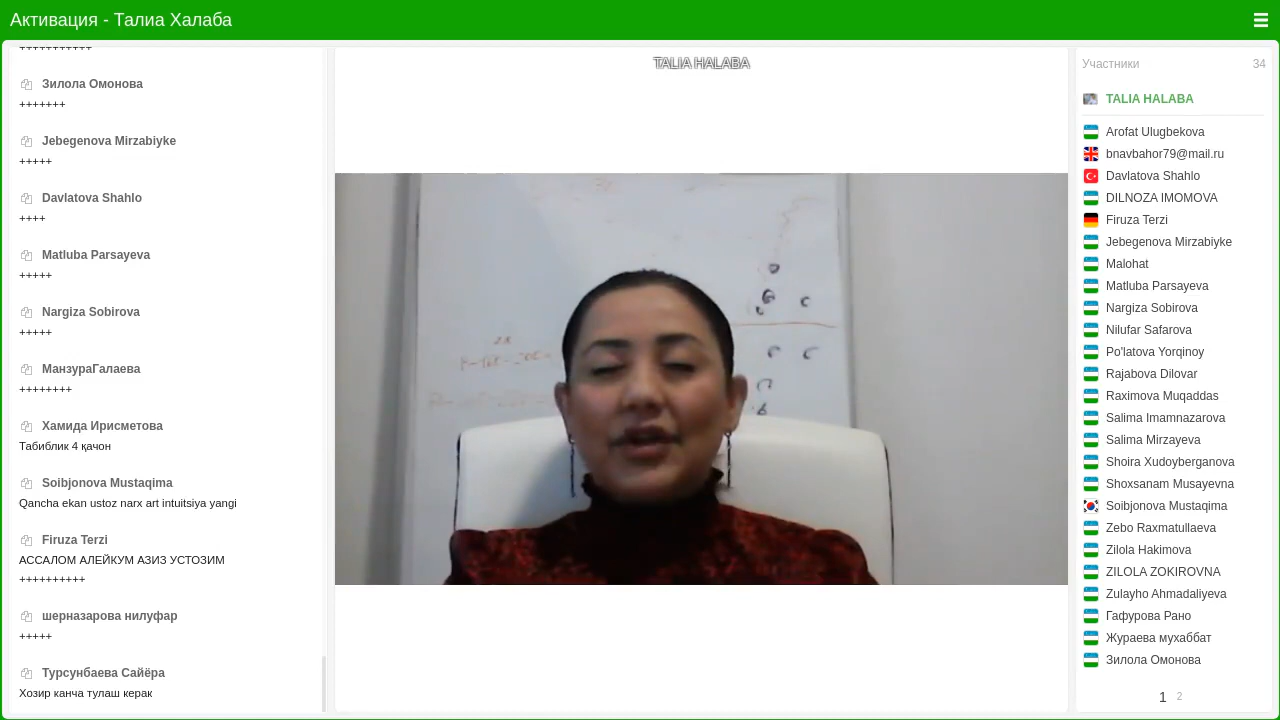 Активация - Талиа Халаба
+++++++++++
Зилола Омонова
+++++++
Jebegenova Mirzabiyke
+++++
Davlatova Shahlo
++++
Matluba Parsayeva
+++++
Nargiza Sobirova
+++++
МанзураГалаева
++++++++
Хамида Ирисметова
Табиблик 4 қачон
Soibjonova Mustaqima
Qancha ekan ustoz narx art intuitsiya yangi
Firuza Terzi
АССАЛОМ АЛЕЙКУМ АЗИЗ УСТОЗИМ
++++++++++
шерназарова нилуфар
+++++
Турсунбаева Сайёра
Хозир канча тулаш керак
TALIA HALABA
Участники 34
TALIA HALABA
Arofat Ulugbekova
bnavbahor79@mail.ru
Davlatova Shahlo
DILNOZA IMOMOVA
Firuza Terzi
Jebegenova Mirzabiyke
Malohat
Matluba Parsayeva
Nargiza Sobirova
Nilufar Safarova
Po'latova Yorqinoy
Rajabova Dilovar
Raximova Muqaddas
Salima Imamnazarova
Salima Mirzayeva
Shoira Xudoyberganova
Shoxsanam Musayevna
Soibjonova Mustaqima
Zebo Raxmatullaeva
Zilola Hakimova
ZILOLA ZOKIROVNA
Zulayho Ahmadaliyeva
Гафурова Рано
Жураева мухаббат
Зилола Омонова
1 2